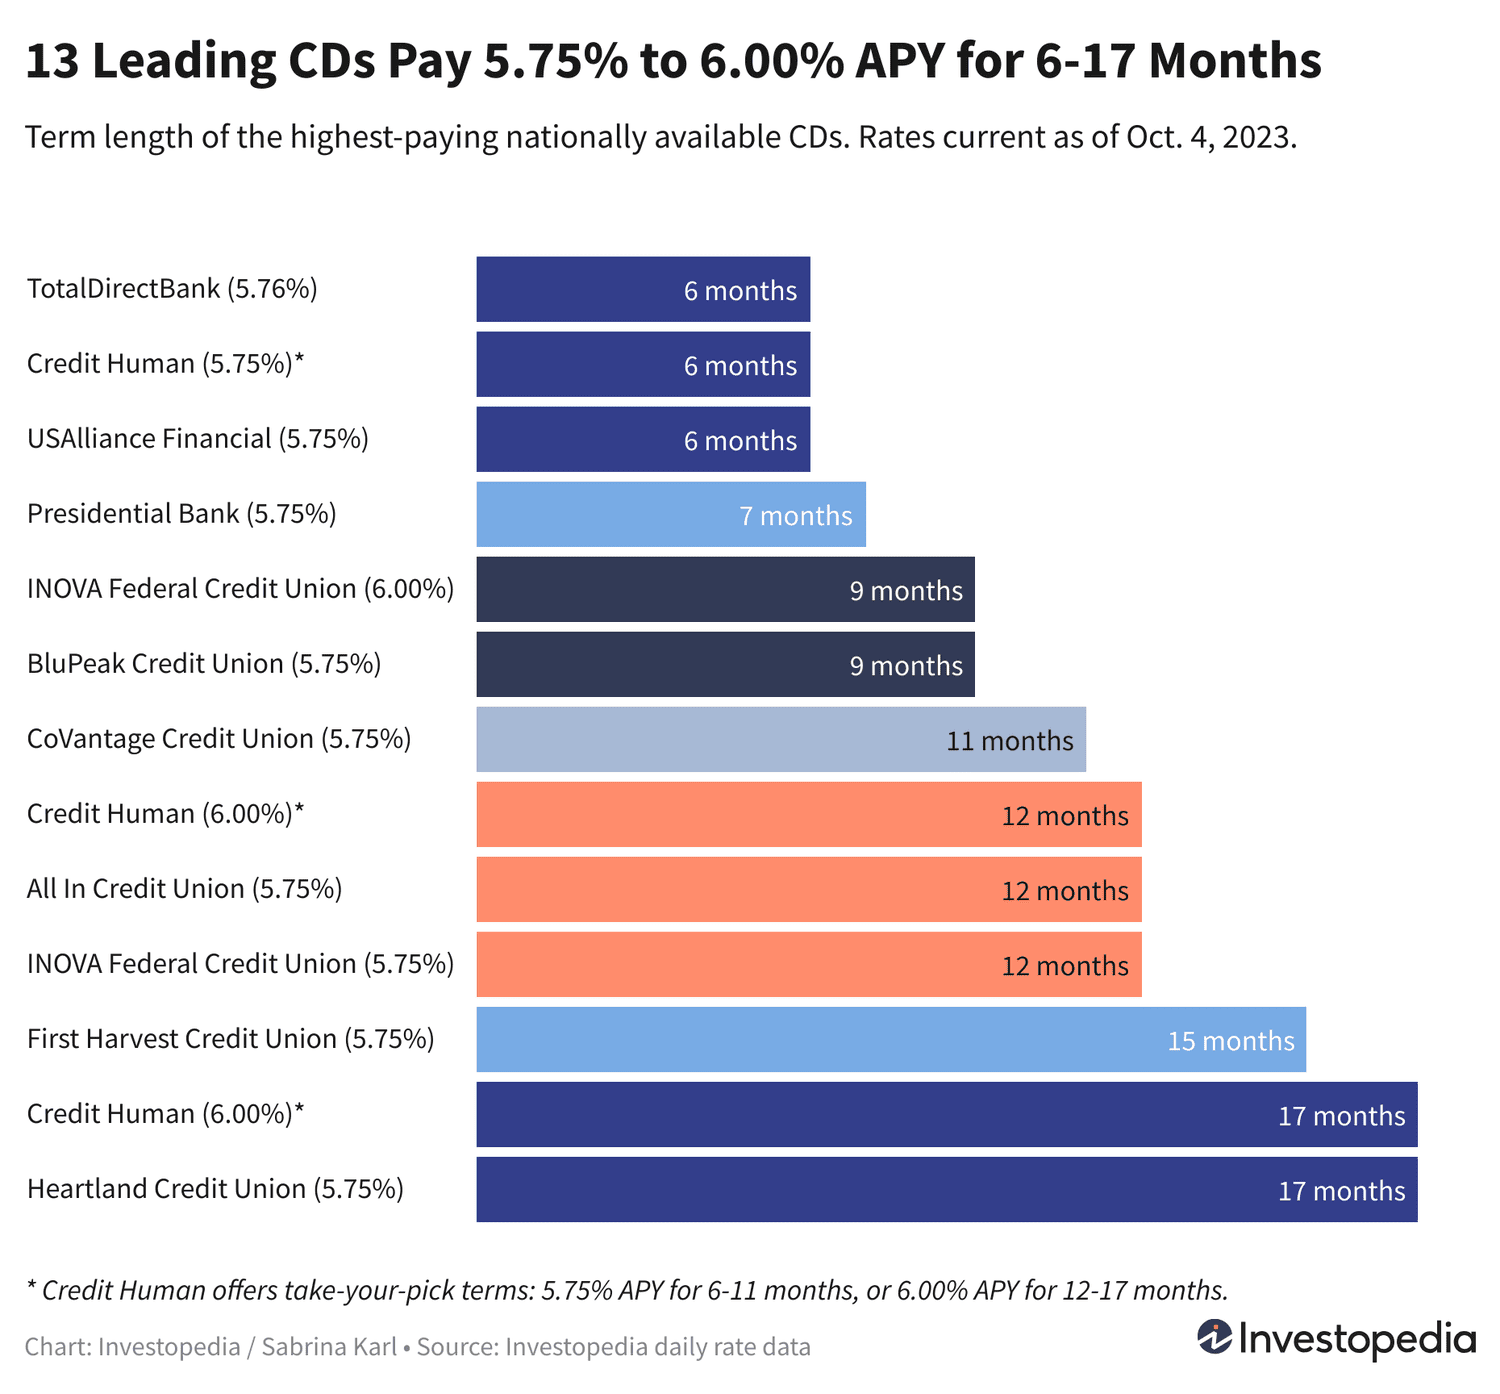 13 Leading CDs Pay 5.75% to 6.00% APY for 6-17 Months
Term length of the highest-paying nationally available CDs. Rates current as of Oct. 4, 2023.
TotalDirectBank (5.76%) 6 months
Credit Human (5.75%)* 6 months
USAlliance Financial (5.75%) 6 months
Presidential Bank (5.75%) 7 months
INOVA Federal Credit Union (6.00%) 9 months
BluPeak Credit Union (5.75%) 9 months
CoVantage Credit Union (5.75%) 11 months
Credit Human (6.00%)* 12 months
All In Credit Union (5.75%) 12 months
INOVA Federal Credit Union (5.75%) 12 months
First Harvest Credit Union (5.75%) 15 months
Credit Human (6.00%)* 17 months
Heartland Credit Union (5.75%) 17 months
* Credit Human offers take-your-pick terms: 5.75% APY for 6-11 months, or 6.00% APY for 12-17 months.
Chart: Investopedia / Sabrina Karl • Source: Investopedia daily rate data
Investopedia